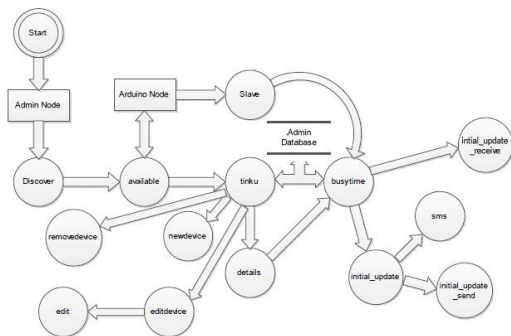 Start
Admin Node
Arduino Node
Slave
Admin
Database
intial_update
_receive
Discover
available
tinku
busytime
removedevice
newdevice
sms
details
initial_update
initial_update
_send
edit
editdevice